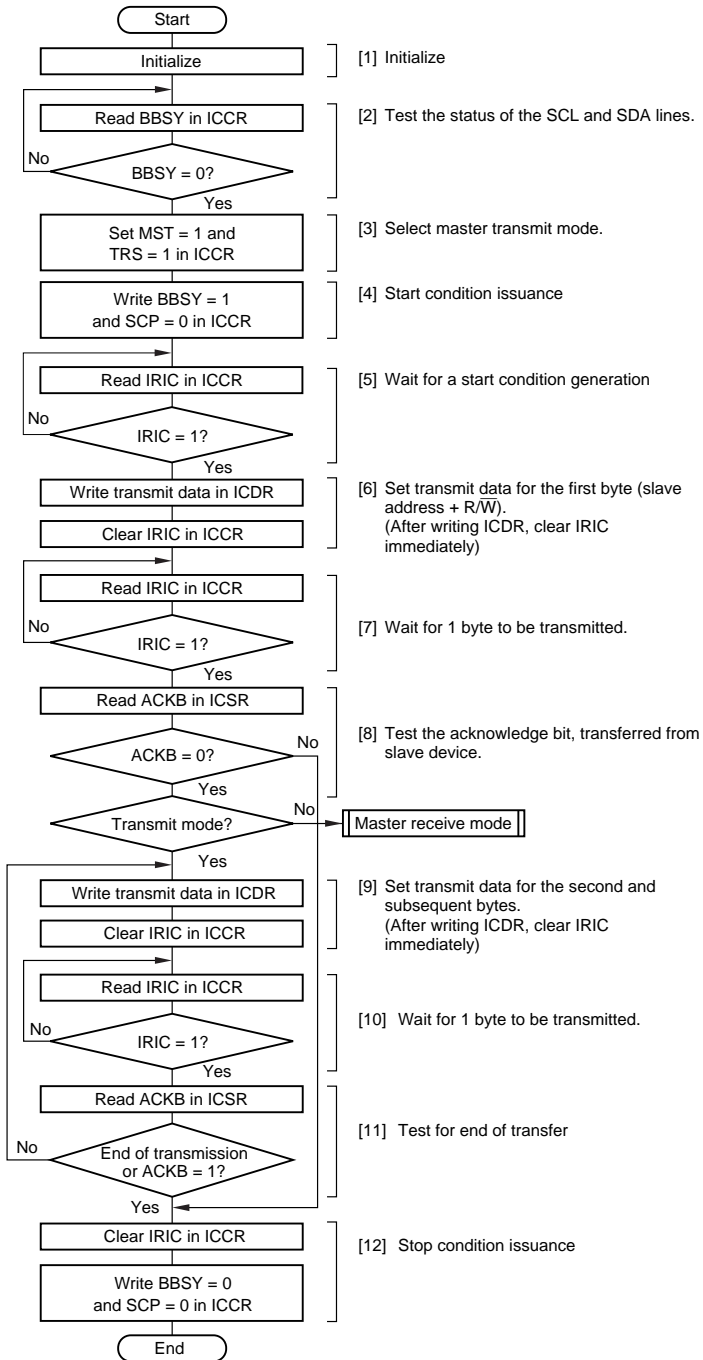 Start
Initialize
[1] Initialize
Read BBSY in ICCR
[2] Test the status of the SCL and SDA lines.
No
BBSY = 0?
Yes
Set MST = 1 and
TRS = 1 in ICCR
[3] Select master transmit mode.
Write BBSY = 1
and SCP = 0 in ICCR
[4] Start condition issuance
Read IRIC in ICCR
[5] Wait for a start condition generation
No
IRIC = 1?
Yes
Write transmit data in ICDR
[6] Set transmit data for the first byte (slave
address + R/W̅).
(After writing ICDR, clear IRIC
immediately)
Clear IRIC in ICCR
Read IRIC in ICCR
No
IRIC = 1?
[7] Wait for 1 byte to be transmitted.
Yes
Read ACKB in ICSR
[8] Test the acknowledge bit, transferred from
slave device.
ACKB = 0?
No
Yes
Transmit mode?
No
Master receive mode
Yes
Write transmit data in ICDR
[9] Set transmit data for the second and
subsequent bytes.
(After writing ICDR, clear IRIC
immediately)
Clear IRIC in ICCR
Read IRIC in ICCR
[10] Wait for 1 byte to be transmitted.
No
IRIC = 1?
Yes
Read ACKB in ICSR
[11] Test for end of transfer
No
End of transmission
or ACKB = 1?
Yes
Clear IRIC in ICCR
[12] Stop condition issuance
Write BBSY = 0
and SCP = 0 in ICCR
End